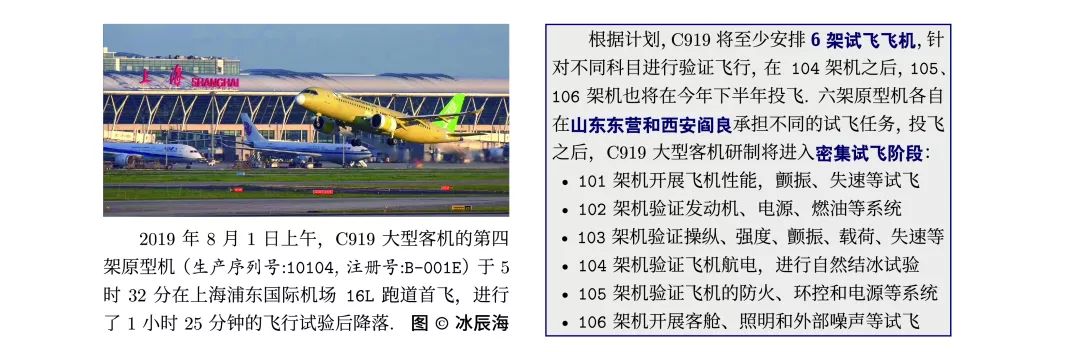 上海 SHANGHAI
2019 年 8 月 1 日上午，C919 大型客机的第四
架原型机（生产序列号:10104, 注册号:B-001E）于 5
时 32 分在上海浦东国际机场 16L 跑道首飞，进行
了 1 小时 25 分钟的飞行试验后降落. 图 © 冰辰海
根据计划, C919 将至少安排 6 架试飞飞机, 针
对不同科目进行验证飞行，在 104 架机之后, 105、
106 架机也将在今年下半年投飞. 六架原型机各自
在山东东营和西安阎良承担不同的试飞任务, 投飞
之后，C919 大型客机研制将进入密集试飞阶段：
• 101 架机开展飞机性能，颤振、失速等试飞
• 102 架机验证发动机、电源、燃油等系统
• 103 架机验证操纵、强度、颤振、载荷、失速等
• 104 架机验证飞机航电，进行自然结冰试验
• 105 架机验证飞机的防火、环控和电源等系统
• 106 架机开展客舱、照明和外部噪声等试飞